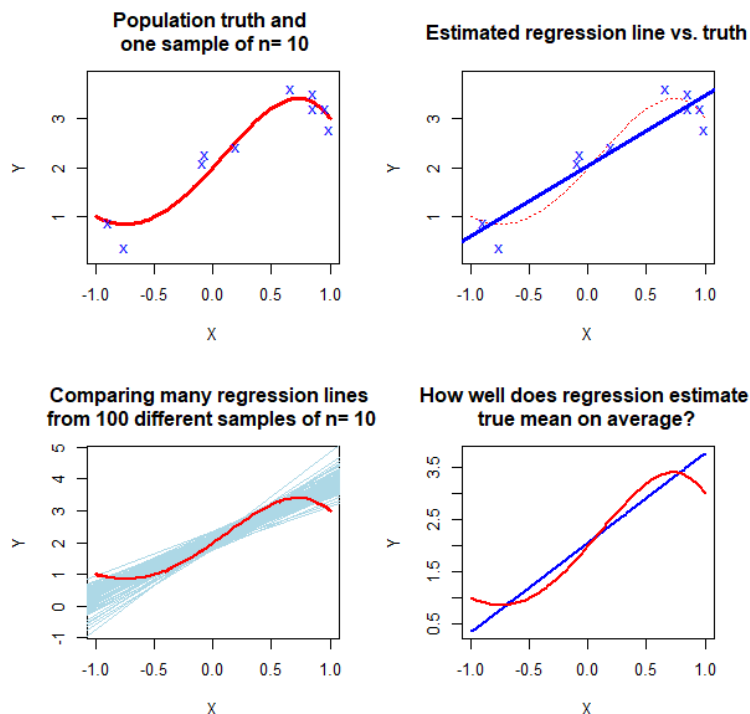 Population truth and
one sample of n= 10
Y
3
2
1
-1.0 -0.5 0.0 0.5 1.0
X
Estimated regression line vs. truth
Y
3
2
1
-1.0 -0.5 0.0 0.5 1.0
X
Comparing many regression lines
from 100 different samples of n= 10
Y
5
4
3
2
1
0
-1
-1.0 -0.5 0.0 0.5 1.0
X
How well does regression estimate
true mean on average?
Y
3.5
2.5
1.5
0.5
-1.0 -0.5 0.0 0.5 1.0
X